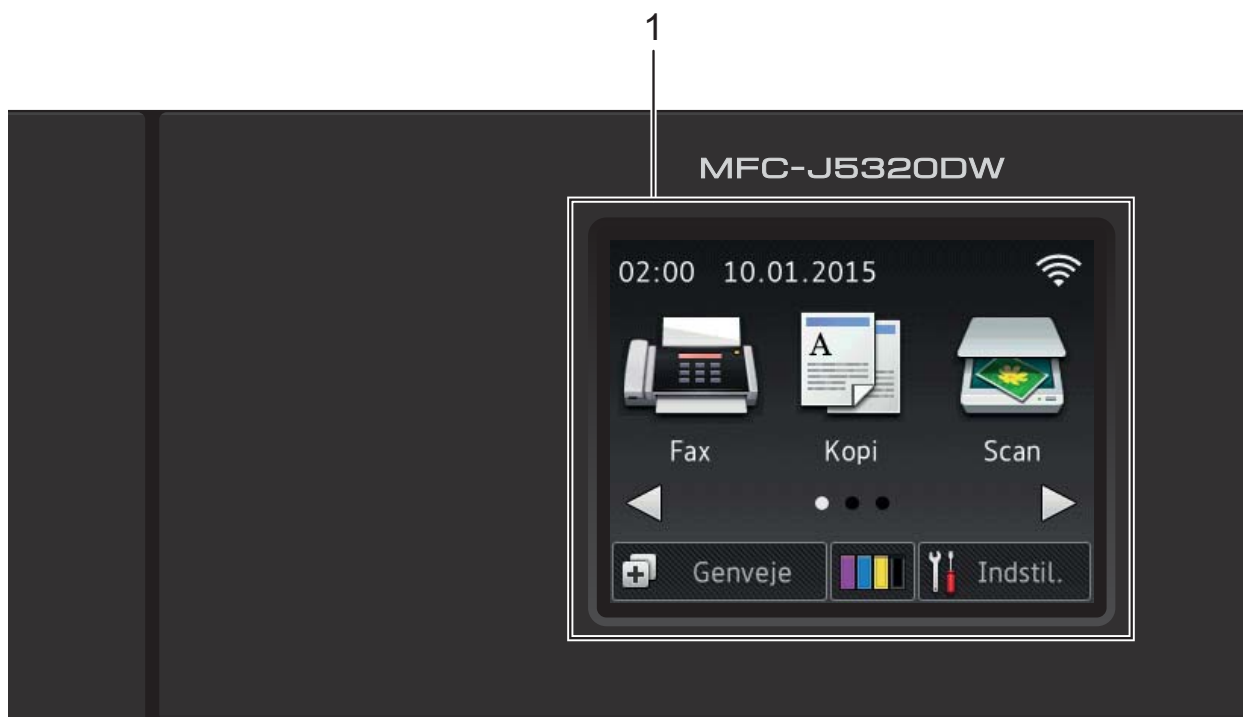 1
MFC-J5320DW
02:00 10.01.2015
A
Fax Kopi Scan
Genveje Indstil.